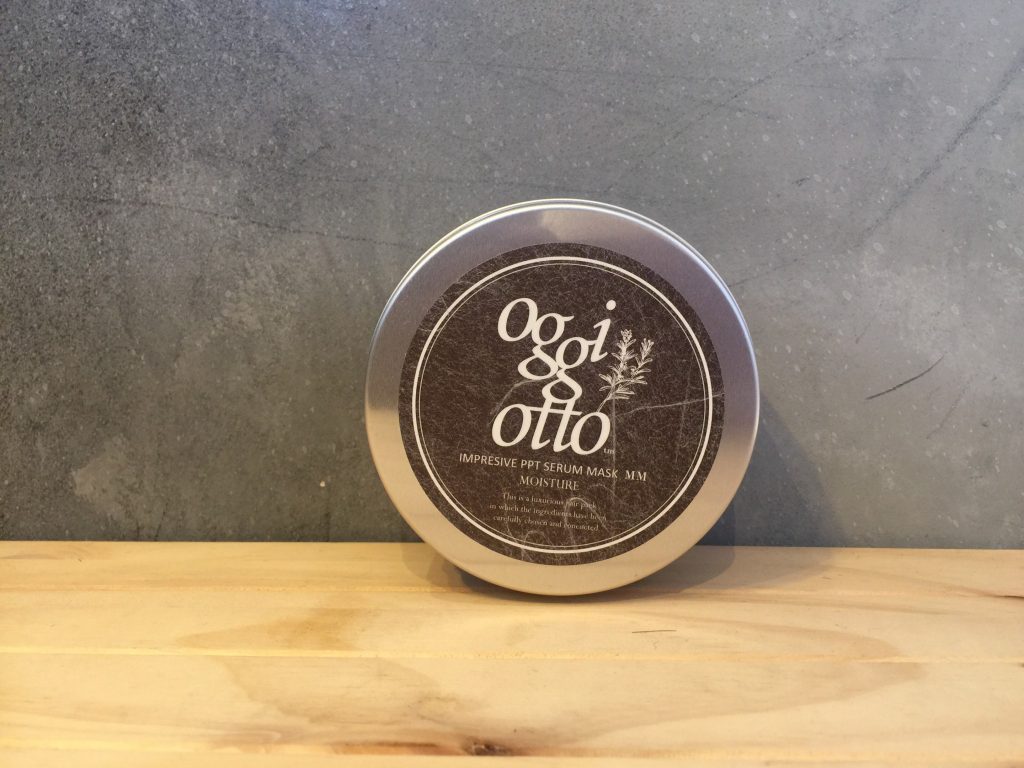 oggi
otto
IMPRESIVE PPT SERUM MASK MM
MOISTURE
This is a luxurious hair pack
in which the ingredients have been
carefully chosen and concocted